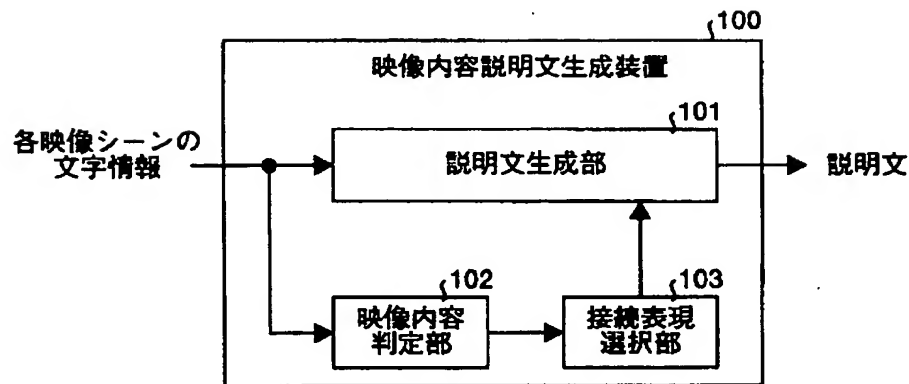 100
映像内容説明文生成装置
101
各映像シーンの
文字情報
説明文生成部
説明文
102
映像内容
判定部
103
接続表現
選択部